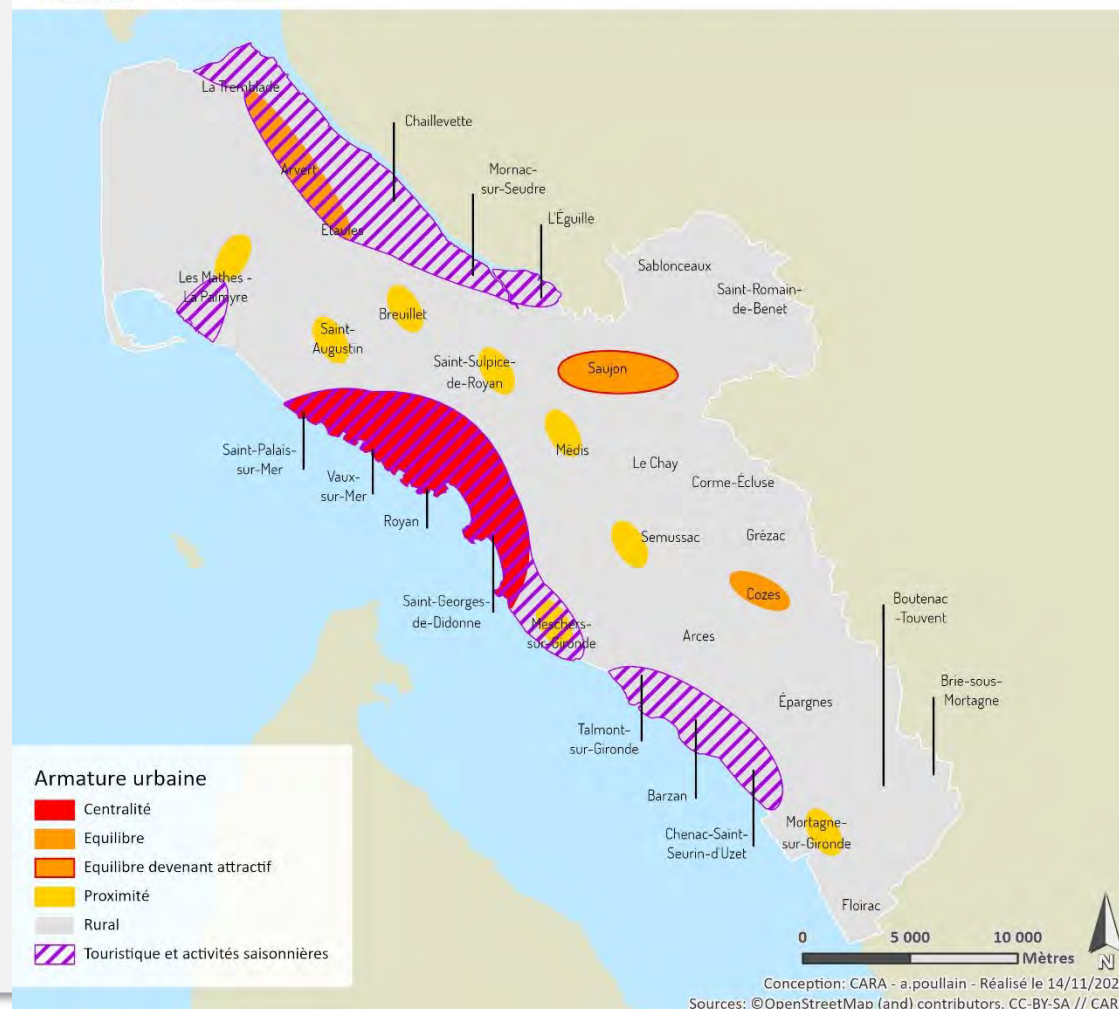 La Tremblade
Chaillevette
Arvert
Mornac-
sur-Seudre
L'Éguille
Étaules
Sablonceaux
Saint-Romain-
de-Benet
Les Mathes -
La Palmyre
Breuillet
Saint-
Augustin
Saint-Sulpice-
de-Royan
Saujon
Médis
Le Chay
Corme-Écluse
Saint-Palais-
sur-Mer
Vaux-
sur-Mer
Royan
Semussac
Grézac
Cozes
Saint-Georges-
de-Didonne
Meschers-
sur-Gironde
Arces
Boutenac
-Touvent
Brie-sous-
Mortagne
Épargnes
Talmont-
sur-Gironde
Barzan
Chenac-Saint-
Seurin-d'Uzet
Mortagne-
sur-Gironde
Floirac
Armature urbaine
Centralité
Equilibre
Equilibre devenant attractif
Proximité
Rural
Touristique et activités saisonnières
0 5 000 10 000
Mètres
N
Conception: CARA - a.poullain - Réalisé le 14/11/202
Sources: ©OpenStreetMap (and) contributors, CC-BY-SA // CAR